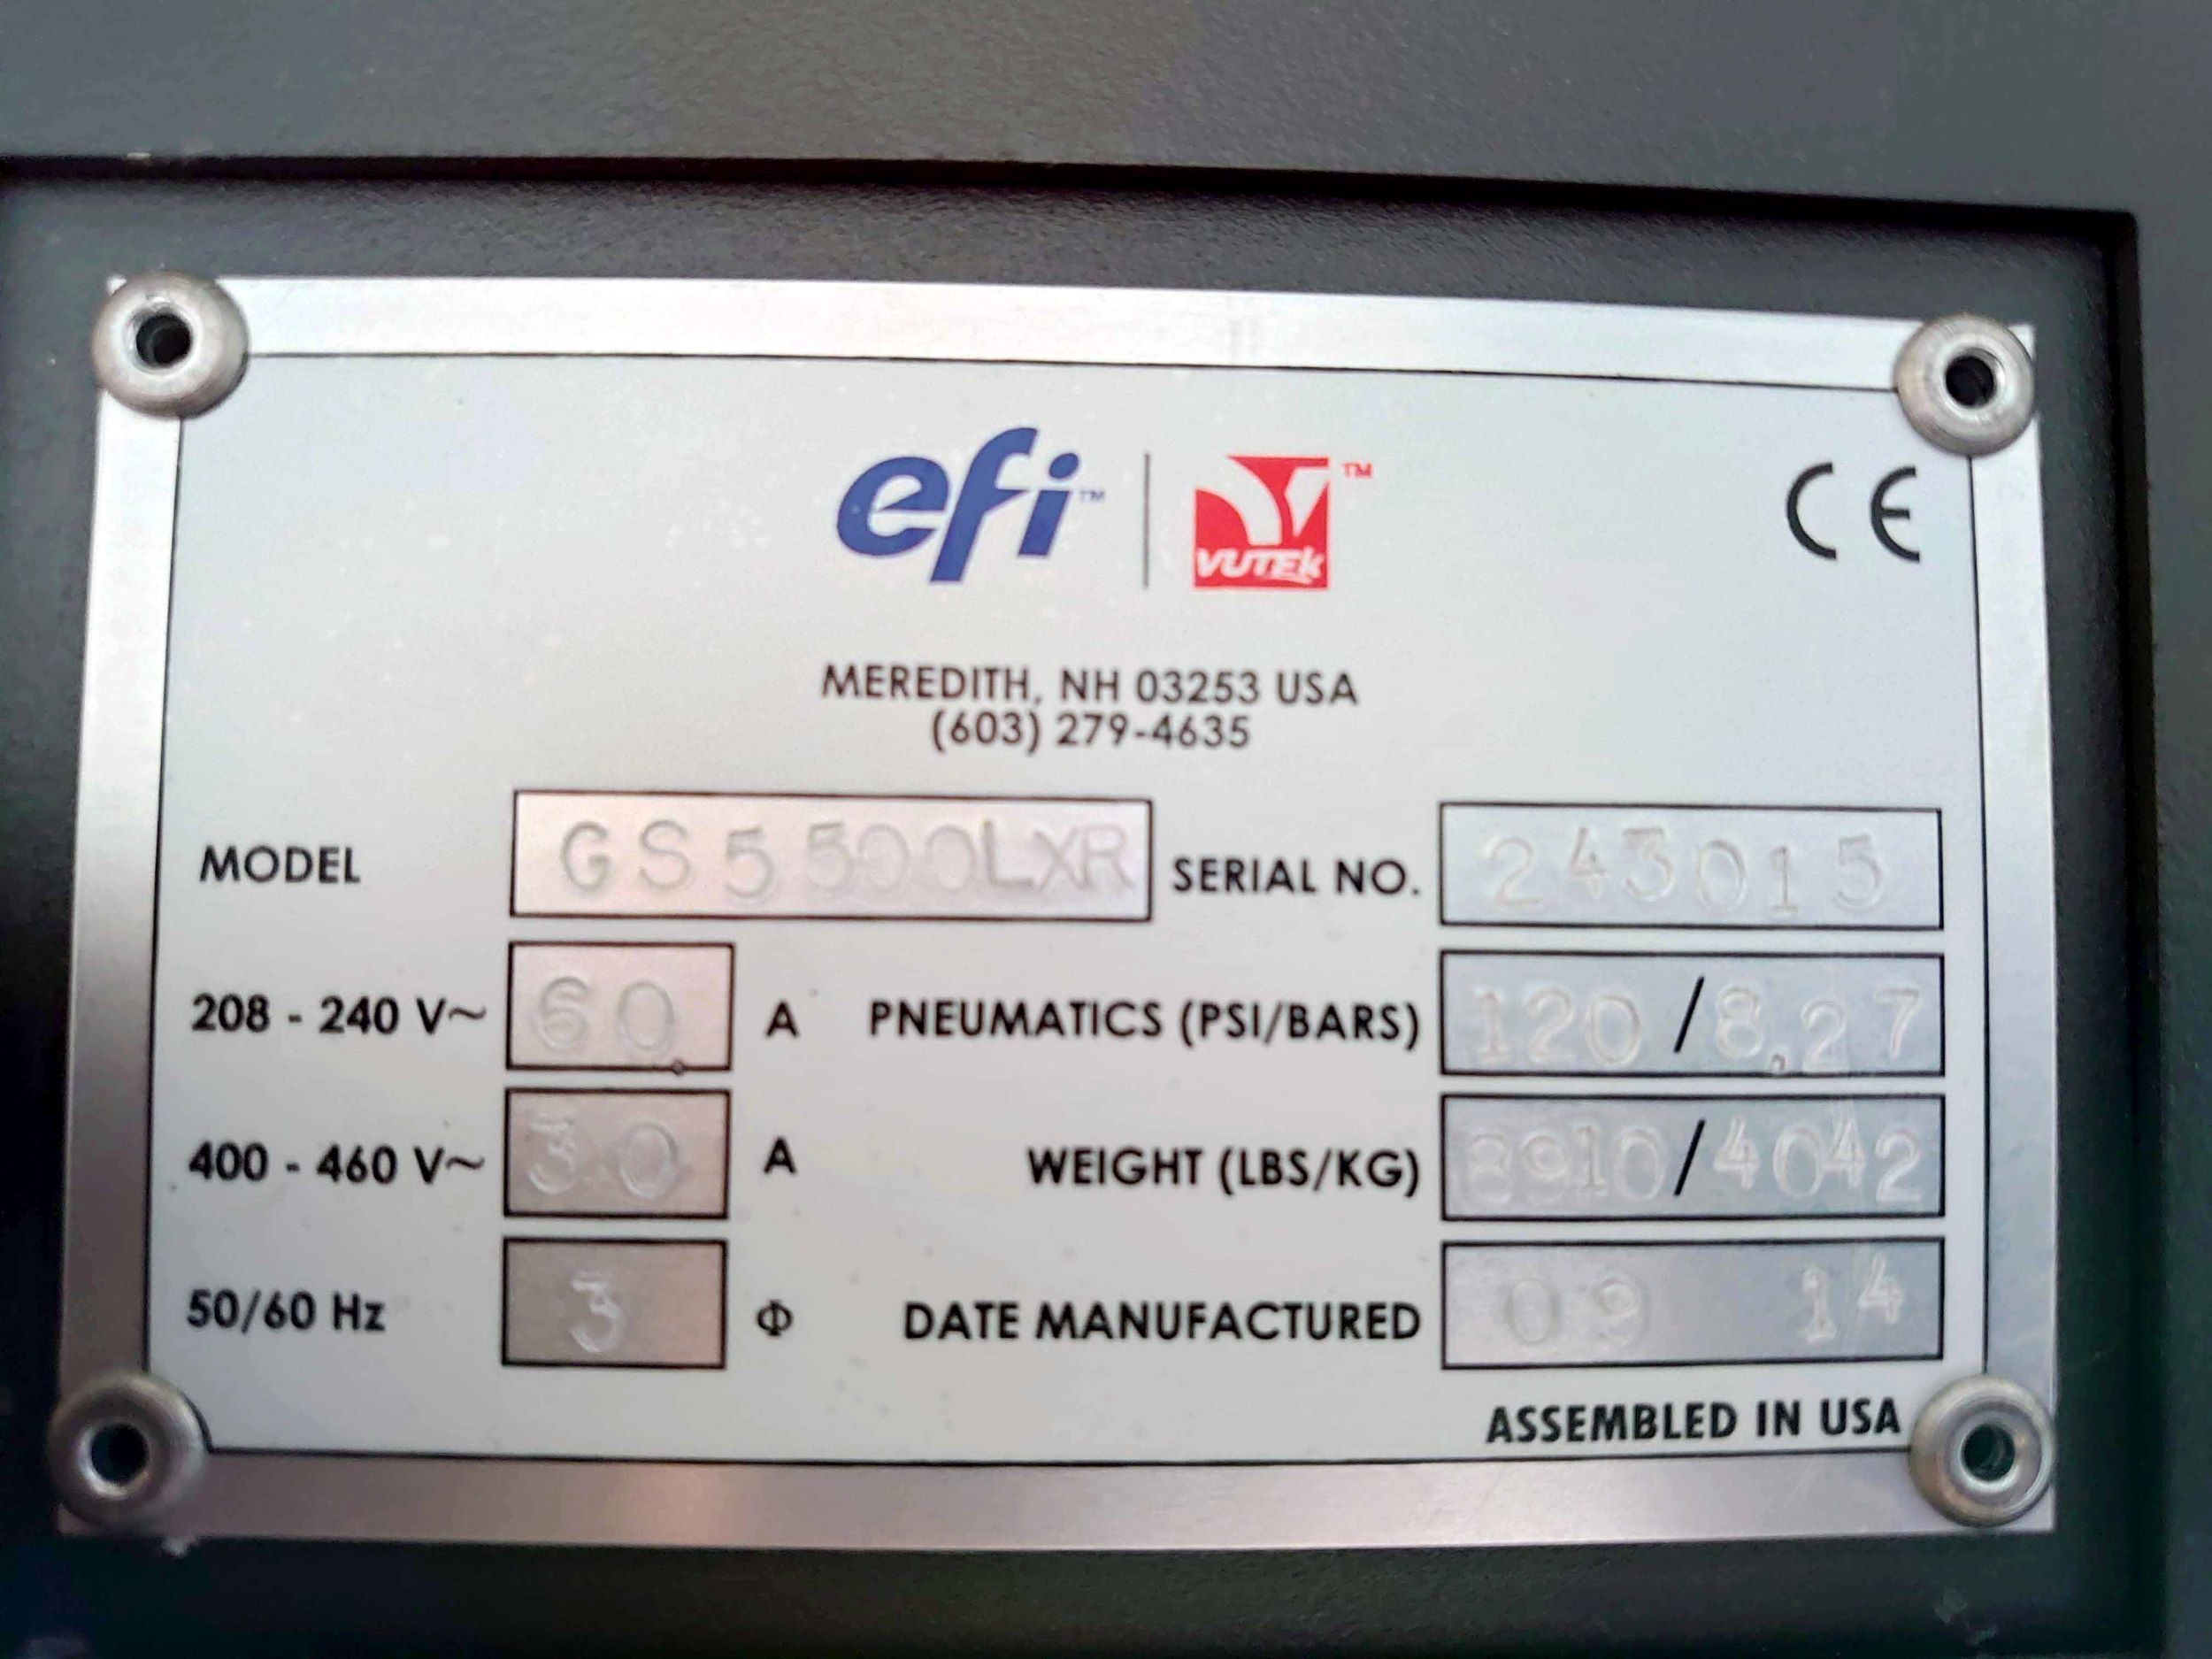 efi™ | VUTEk™ CE
MEREDITH, NH 03253 USA
(603) 279-4635
MODEL GS5500LXR SERIAL NO. 243015
208 - 240 V~ 60 A PNEUMATICS (PSI/BARS) 120 / 8.27
400 - 460 V~ 30 A WEIGHT (LBS/KG) 8910 / 4042
50/60 Hz 3 Φ DATE MANUFACTURED 09 14
ASSEMBLED IN USA